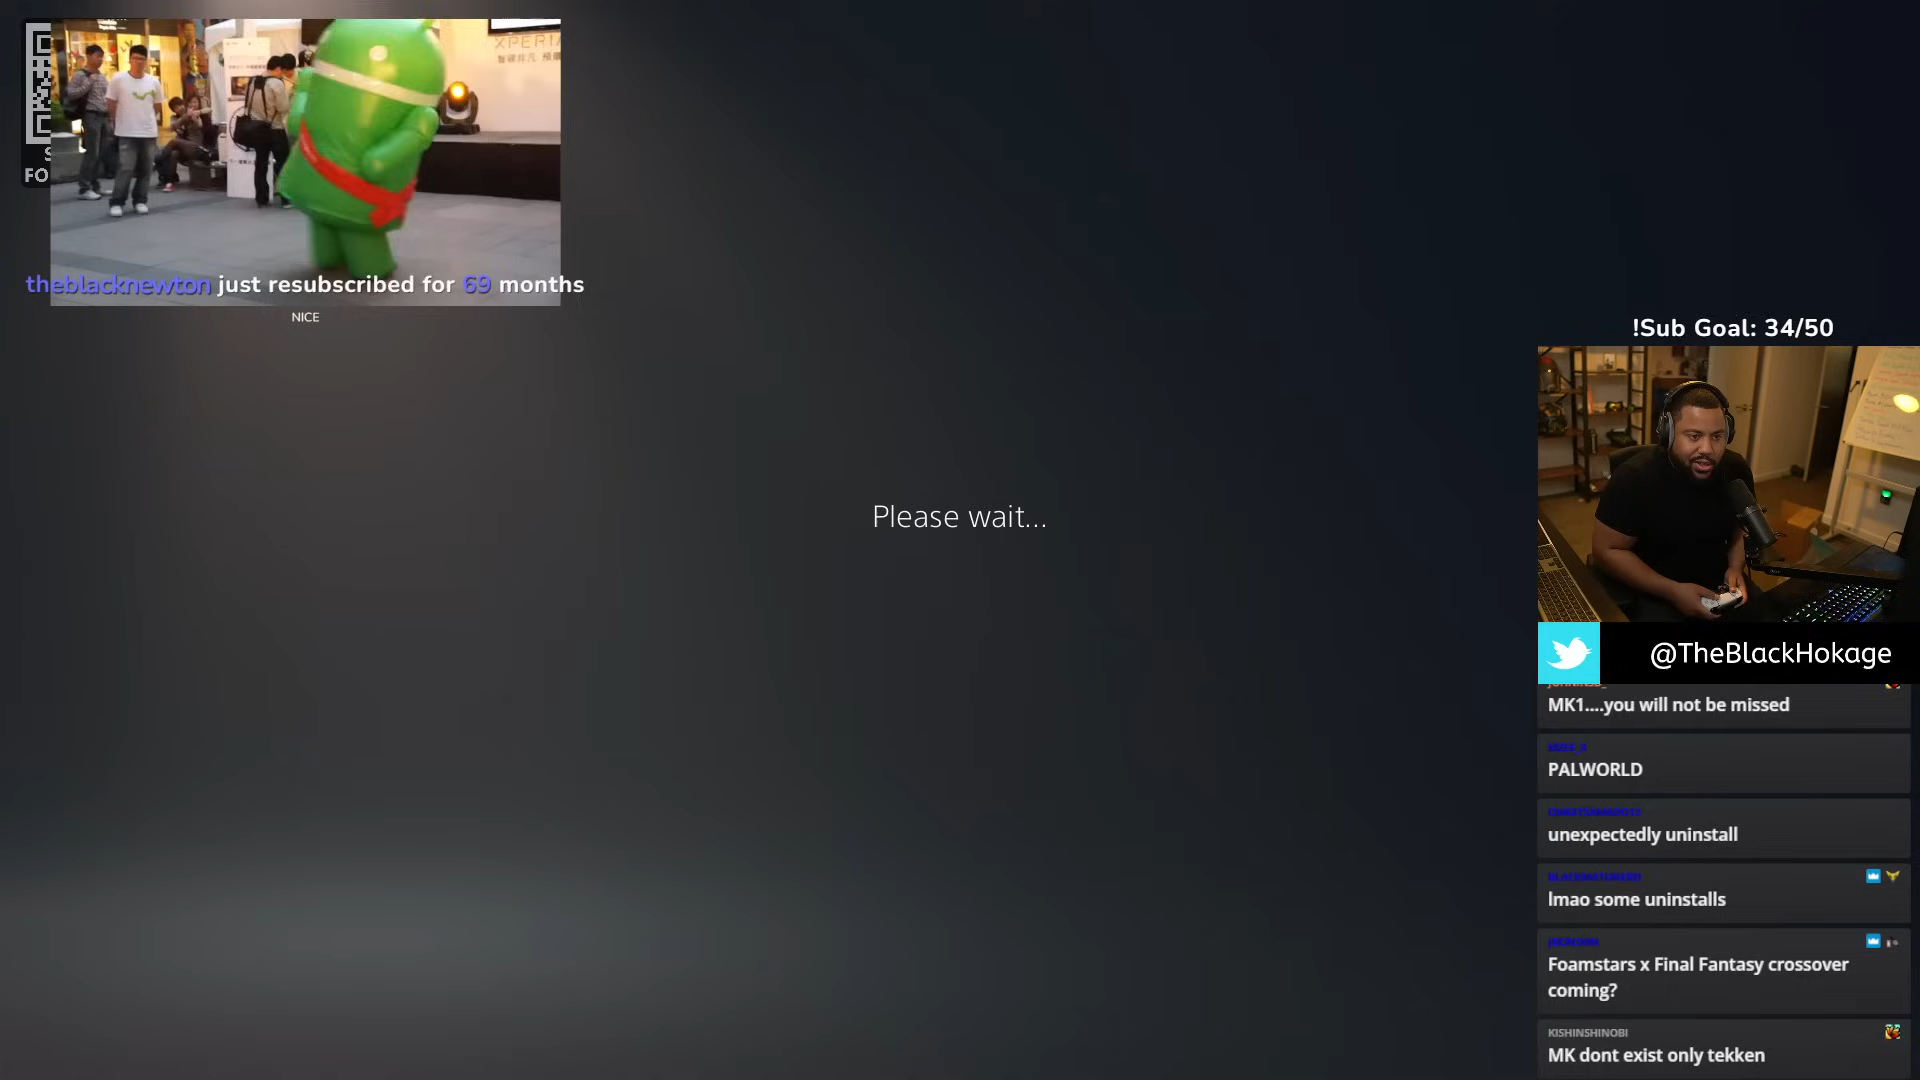 XPERIA
FO
theblacknewton just resubscribed for 69 months
NICE
Please wait...
!Sub Goal: 34/50
@TheBlackHokage
MK1....you will not be missed
PALWORLD
unexpectedly uninstall
lmao some uninstalls
Foamstars x Final Fantasy crossover
coming?
KISHINSHINOBI
MK dont exist only tekken